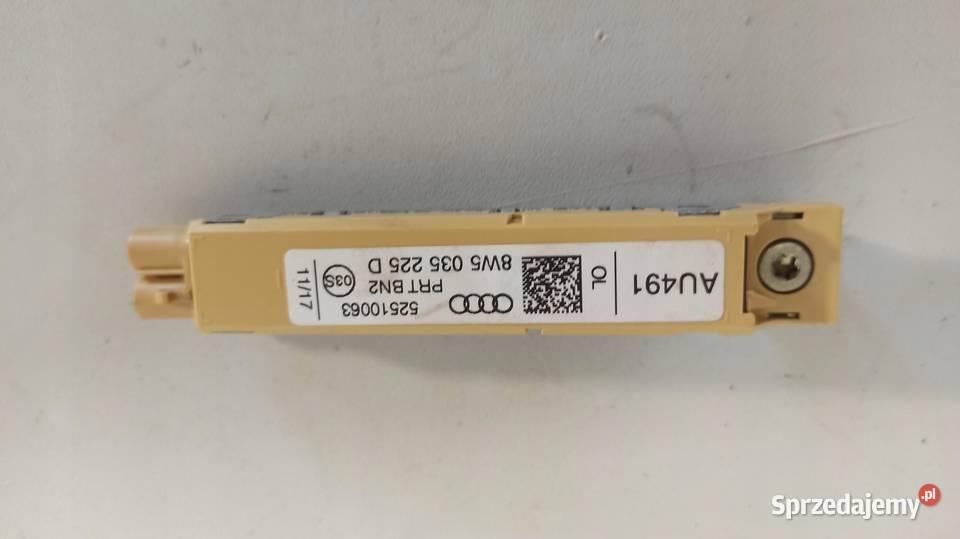 AU491
OL
8W5 035 225 D
PRT BN2
52510063
03S
11/17
Sprzedajemy.pl